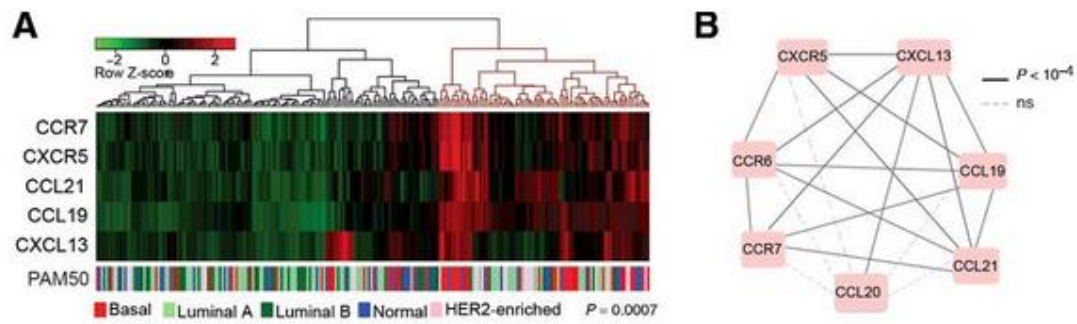 A
-2 0 2
Row Z-score
CCR7
CXCR5
CCL21
CCL19
CXCL13
PAM50
Basal Luminal A Luminal B Normal HER2-enriched P = 0.0007
B
CXCR5 CXCL13
P < 10⁻⁴
ns
CCR6
CCL19
CCR7
CCL21
CCL20